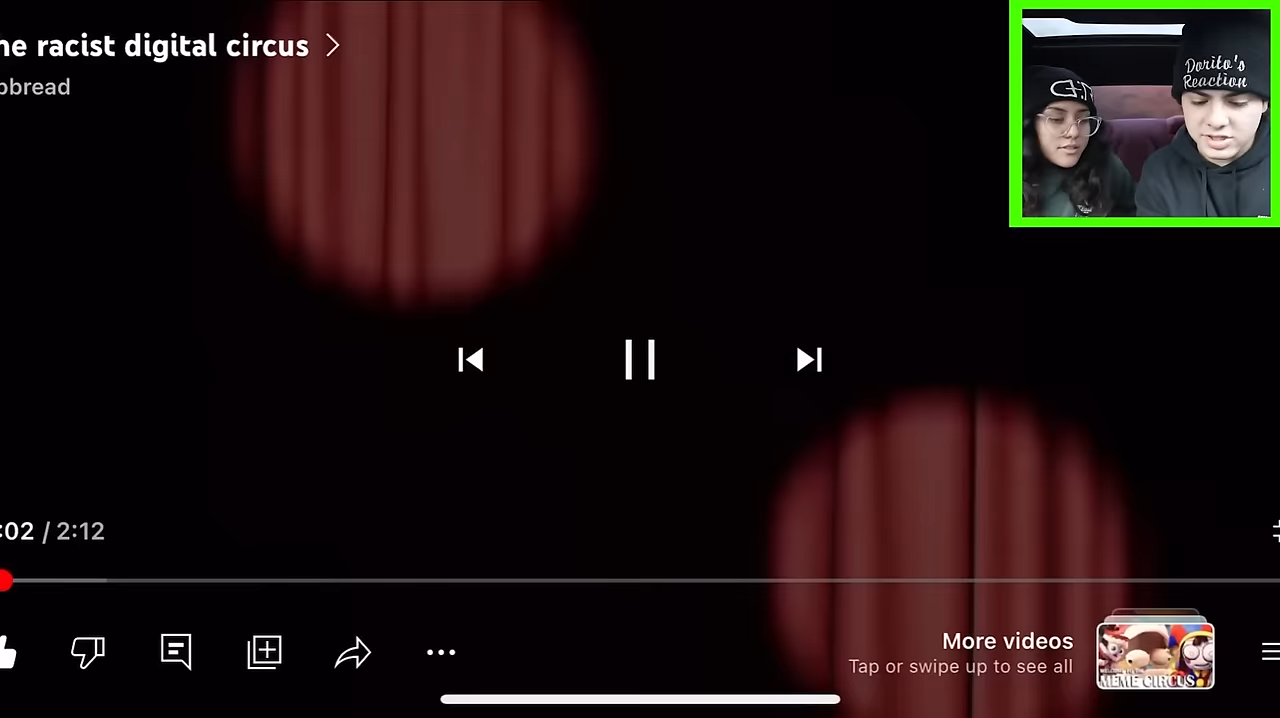 he racist digital circus
bbread
Dorito's
Reaction
:02 / 2:12
More videos
Tap or swipe up to see all
MEME CIRCUS